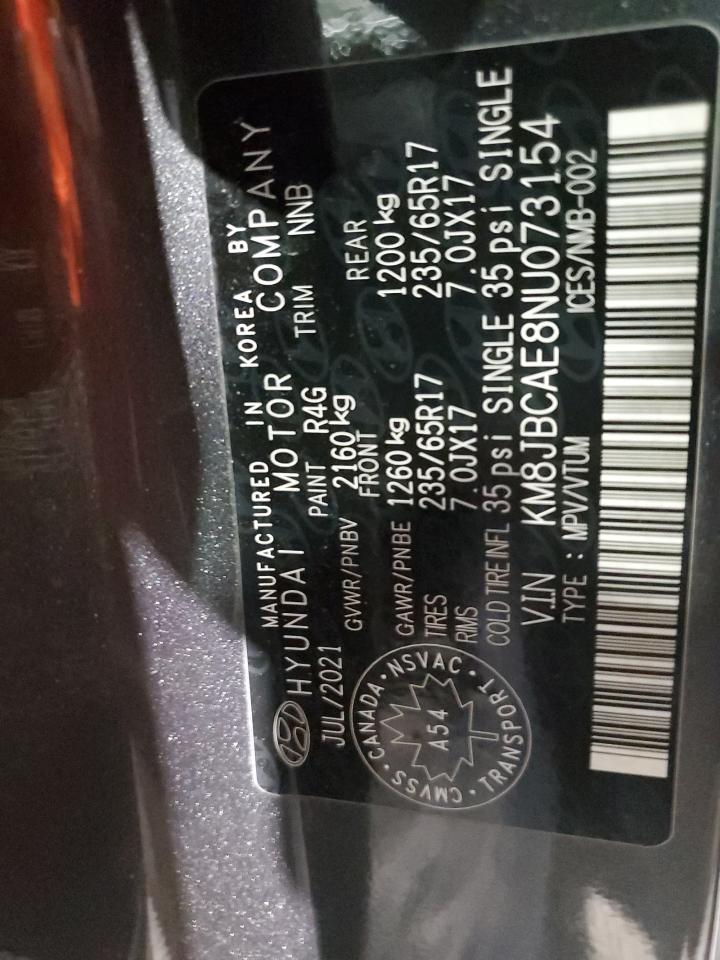 MANUFACTURED IN KOREA BY
HYUNDAI MOTOR COMPANY
JUL/2021 PAINT R4G TRIM NNB
GVWR/PNBV 2160kg
FRONT REAR
GAWR/PNBE 1260kg 1200kg
TIRES 235/65R17 235/65R17
RIMS 7.0JX17 7.0JX17
COLD TIRE INFL 35 psi SINGLE 35 psi SINGLE
V.I.N KM8JBCAE8NU073154
TYPE : MPV/VTUM ICES/NMB-002
CMVSS · CANADA · NSVAC · TRANSPORT ·
A54